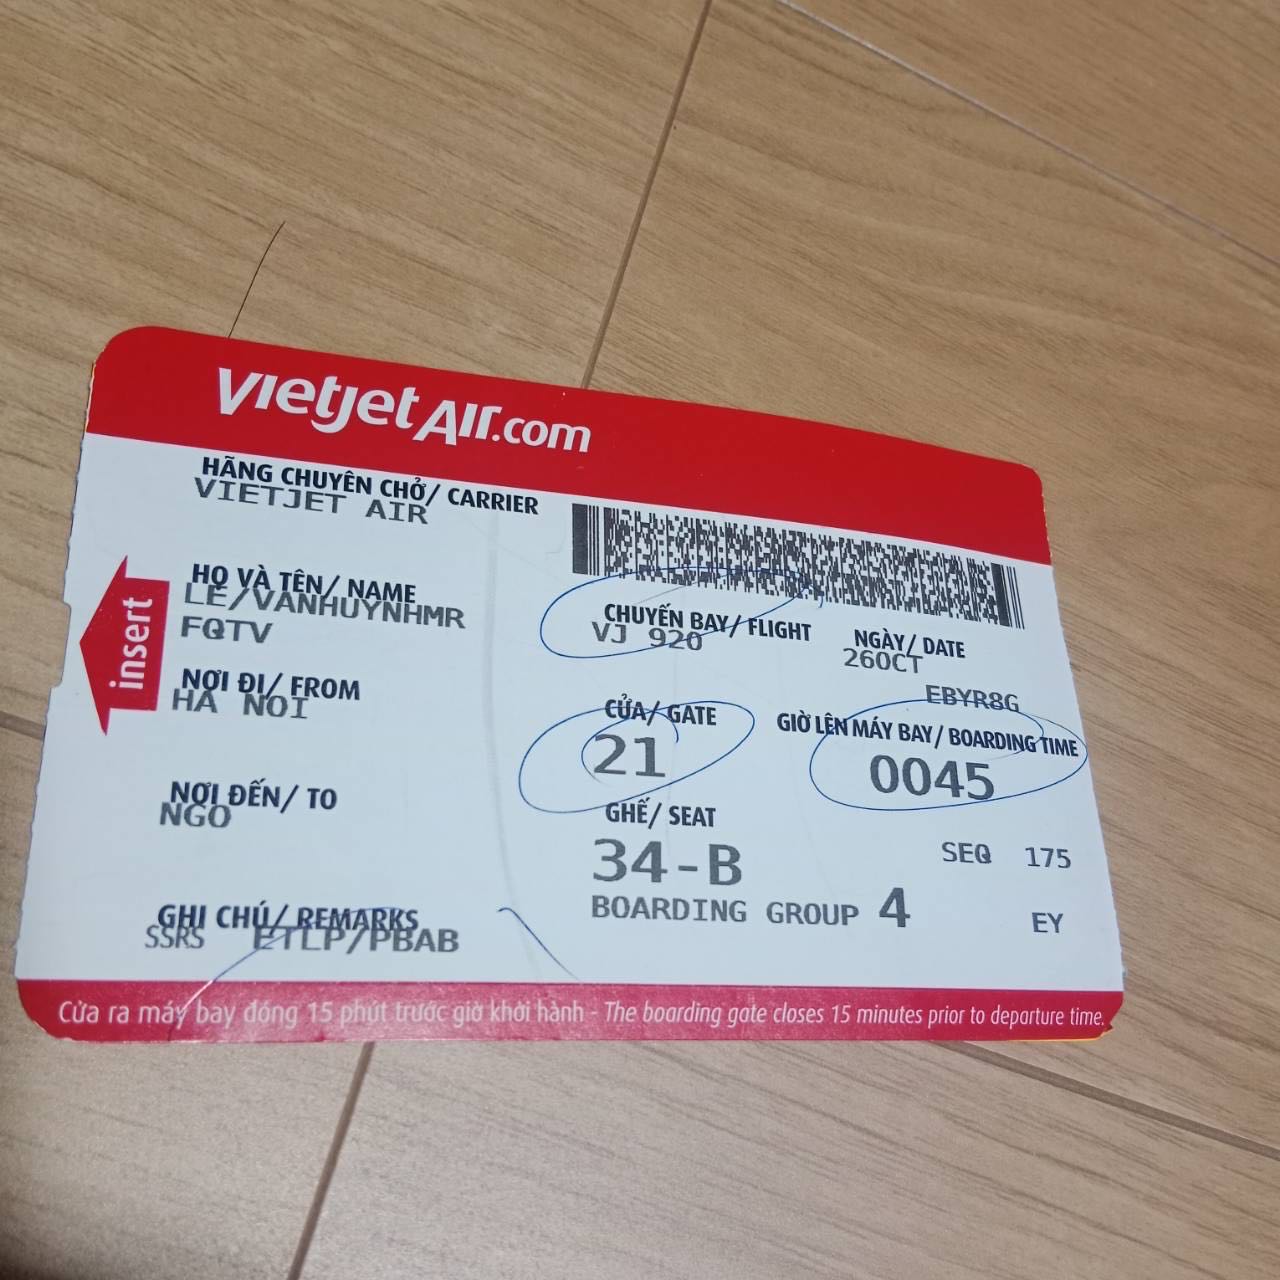 vietjetAir.com
HÃNG CHUYÊN CHỞ/ CARRIER
VIETJET AIR
HỌ VÀ TÊN/ NAME
LE/VANHUYNHMR
FQTV
NƠI ĐI/ FROM
HA NOI
NƠI ĐẾN/ TO
NGO
GHI CHÚ/ REMARKS
SSRS ETLP/PBAB
insert
CHUYẾN BAY/ FLIGHT
VJ 920
NGÀY/ DATE
26OCT
EBYR8G
CỬA/ GATE
21
GIỜ LÊN MÁY BAY/ BOARDING TIME
0045
GHẾ/ SEAT
34-B
SEQ 175
BOARDING GROUP 4
EY
Cửa ra máy bay đóng 15 phút trước giờ khởi hành - The boarding gate closes 15 minutes prior to departure time.